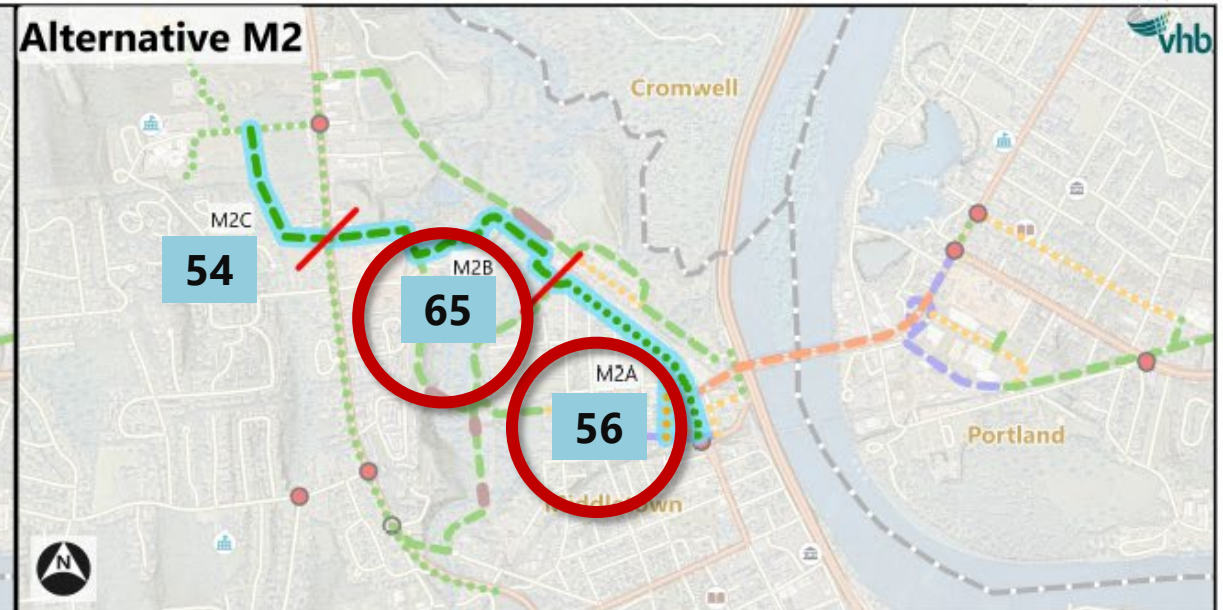 Alternative M2
vhb
Cromwell
M2C
54
M2B
65
M2A
56
Portland
Middletown
N